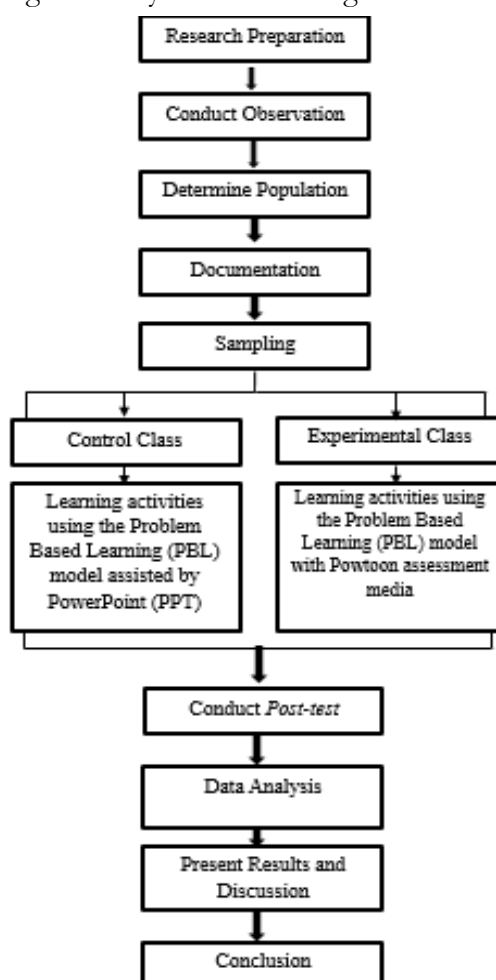 Research Preparation
Conduct Observation
Determine Population
Documentation
Sampling
Control Class
Experimental Class
Learning activities
using the Problem
Based Learning (PBL)
model assisted by
PowerPoint (PPT)
Learning activities using
the Problem Based
Learning (PBL) model
with Powtoon assessment
media
Conduct Post-test
Data Analysis
Present Results and
Discussion
Conclusion